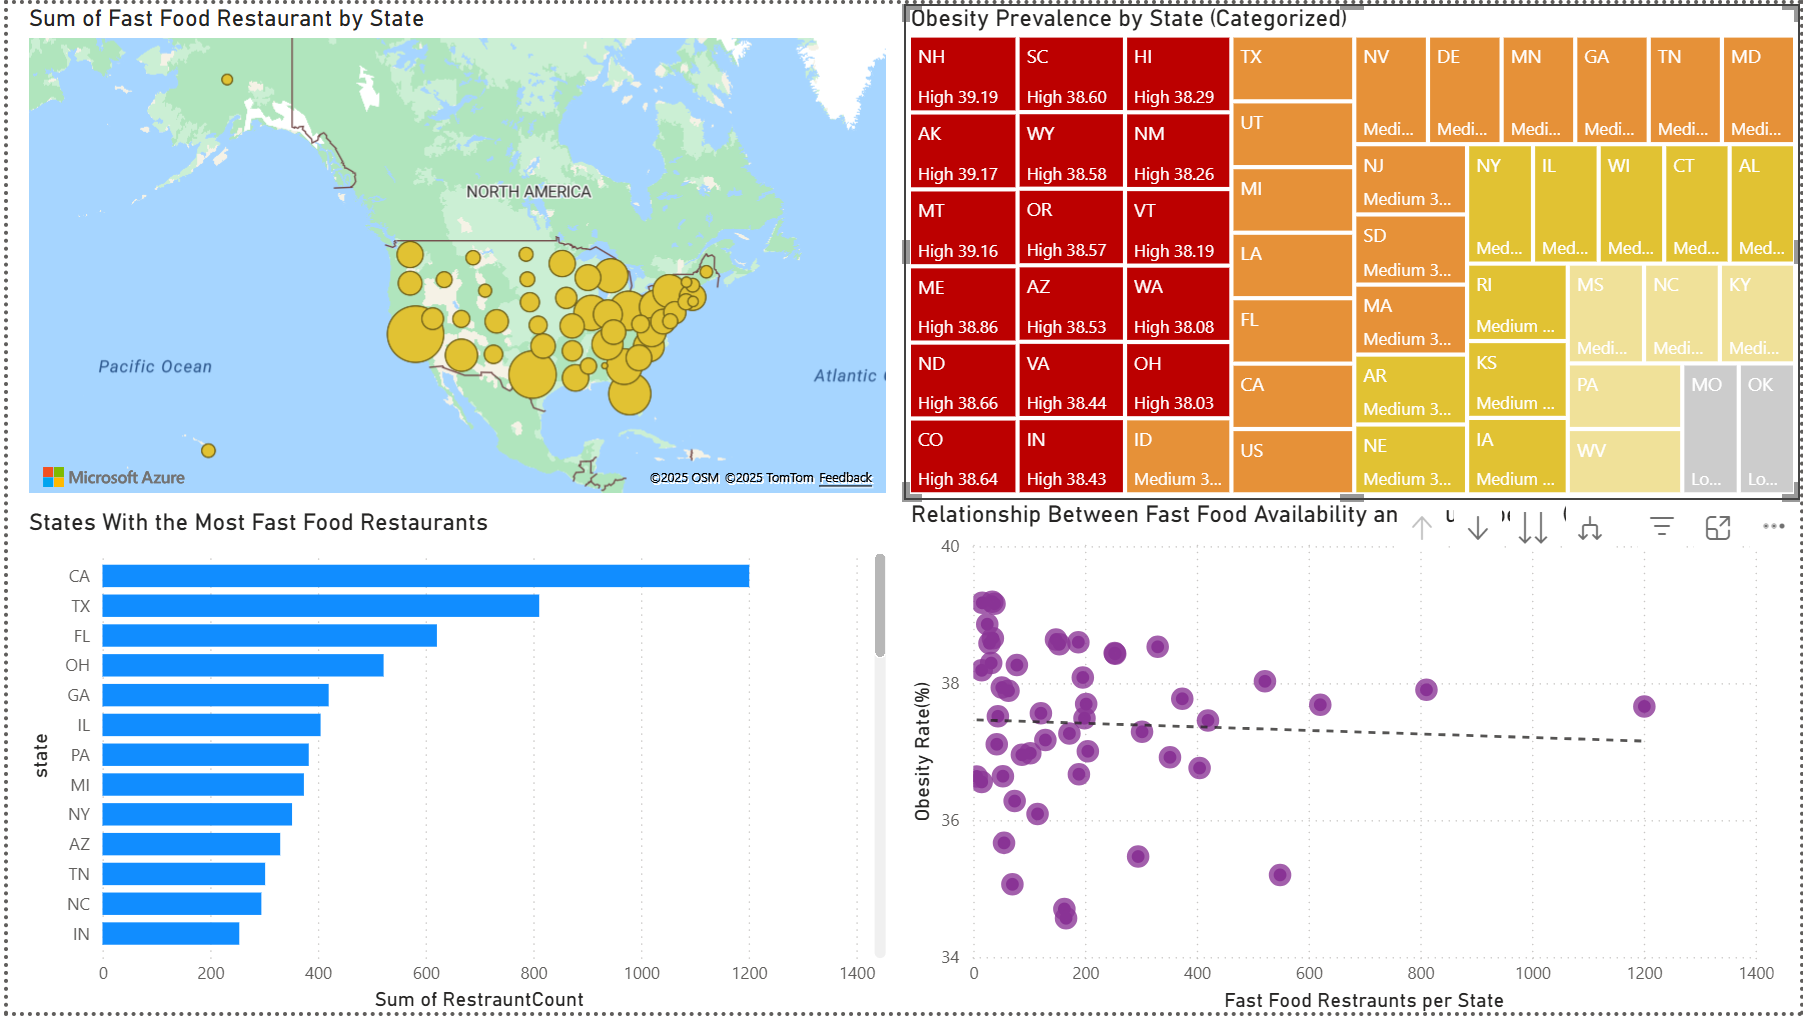 Sum of Fast Food Restaurant by State
NORTH AMERICA
Pacific Ocean
Atlantic
Microsoft Azure
©2025 OSM ©2025 TomTom Feedback
Obesity Prevalence by State (Categorized)
NH
High 39.19
AK
High 39.17
MT
High 39.16
ME
High 38.86
ND
High 38.66
CO
High 38.64
SC
High 38.60
WY
High 38.58
OR
High 38.57
AZ
High 38.53
VA
High 38.44
IN
High 38.43
HI
High 38.29
NM
High 38.26
VT
High 38.19
WA
High 38.08
OH
High 38.03
ID
Medium 3...
TX
UT
MI
LA
FL
CA
US
NV
Medi...
DE
Medi...
MN
Medi...
GA
Medi...
TN
Medi...
MD
Medi...
NJ
Medium 3...
SD
Medium 3...
MA
Medium 3...
AR
Medium 3...
NE
Medium 3...
NY
Med...
IL
Med...
WI
Med...
CT
Med...
AL
Med...
RI
Medium ...
KS
Medium ...
IA
Medium ...
MS
Medi...
NC
Medi...
KY
Medi...
PA
WV
MO
Lo...
OK
Lo...
States With the Most Fast Food Restaurants
state
CA
TX
FL
OH
GA
IL
PA
MI
NY
AZ
TN
NC
IN
0 200 400 600 800 1000 1200 1400
Sum of RestrauntCount
Relationship Between Fast Food Availability an
Obesity Rate(%)
40
38
36
34
0 200 400 600 800 1000 1200 1400
Fast Food Restraunts per State